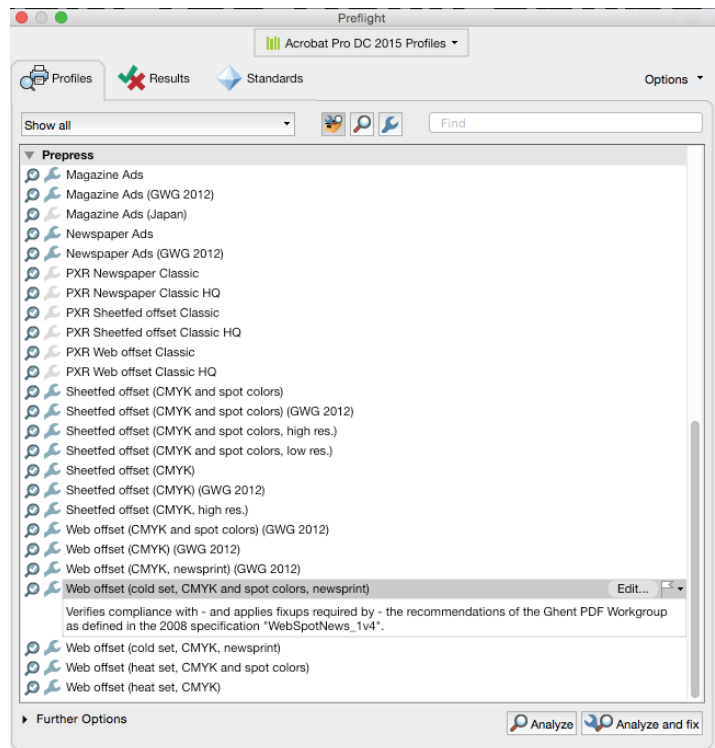 Preflight
Acrobat Pro DC 2015 Profiles
Profiles
Results
Standards
Options
Show all
Find
Prepress
Magazine Ads
Magazine Ads (GWG 2012)
Magazine Ads (Japan)
Newspaper Ads
Newspaper Ads (GWG 2012)
PXR Newspaper Classic
PXR Newspaper Classic HQ
PXR Sheetfed offset Classic
PXR Sheetfed offset Classic HQ
PXR Web offset Classic
PXR Web offset Classic HQ
Sheetfed offset (CMYK and spot colors)
Sheetfed offset (CMYK and spot colors) (GWG 2012)
Sheetfed offset (CMYK and spot colors, high res.)
Sheetfed offset (CMYK and spot colors, low res.)
Sheetfed offset (CMYK)
Sheetfed offset (CMYK) (GWG 2012)
Sheetfed offset (CMYK, high res.)
Web offset (CMYK and spot colors) (GWG 2012)
Web offset (CMYK) (GWG 2012)
Web offset (CMYK, newsprint) (GWG 2012)
Web offset (cold set, CMYK and spot colors, newsprint)
Edit...
Verifies compliance with - and applies fixups required by - the recommendations of the Ghent PDF Workgroup
as defined in the 2008 specification "WebSpotNews_1v4".
Web offset (cold set, CMYK, newsprint)
Web offset (heat set, CMYK and spot colors)
Web offset (heat set, CMYK)
Further Options
Analyze
Analyze and fix